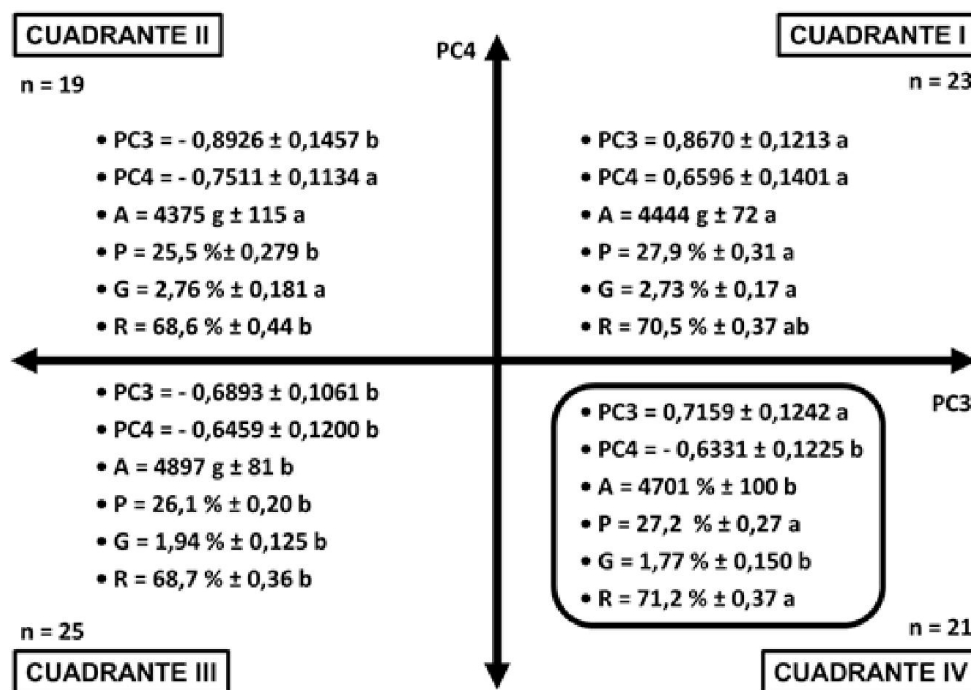 CUADRANTE II
n = 19
PC4
CUADRANTE I
n = 23
• PC3 = - 0,8926 ± 0,1457 b
• PC4 = - 0,7511 ± 0,1134 a
• A = 4375 g ± 115 a
• P = 25,5 %± 0,279 b
• G = 2,76 % ± 0,181 a
• R = 68,6 % ± 0,44 b
• PC3 = 0,8670 ± 0,1213 a
• PC4 = 0,6596 ± 0,1401 a
• A = 4444 g ± 72 a
• P = 27,9 % ± 0,31 a
• G = 2,73 % ± 0,17 a
• R = 70,5 % ± 0,37 ab
• PC3 = - 0,6893 ± 0,1061 b
• PC4 = - 0,6459 ± 0,1200 b
• A = 4897 g ± 81 b
• P = 26,1 % ± 0,20 b
• G = 1,94 % ± 0,125 b
• R = 68,7 % ± 0,36 b
n = 25
CUADRANTE III
PC3
• PC3 = 0,7159 ± 0,1242 a
• PC4 = - 0,6331 ± 0,1225 b
• A = 4701 % ± 100 b
• P = 27,2 % ± 0,27 a
• G = 1,77 % ± 0,150 b
• R = 71,2 % ± 0,37 a
n = 21
CUADRANTE IV